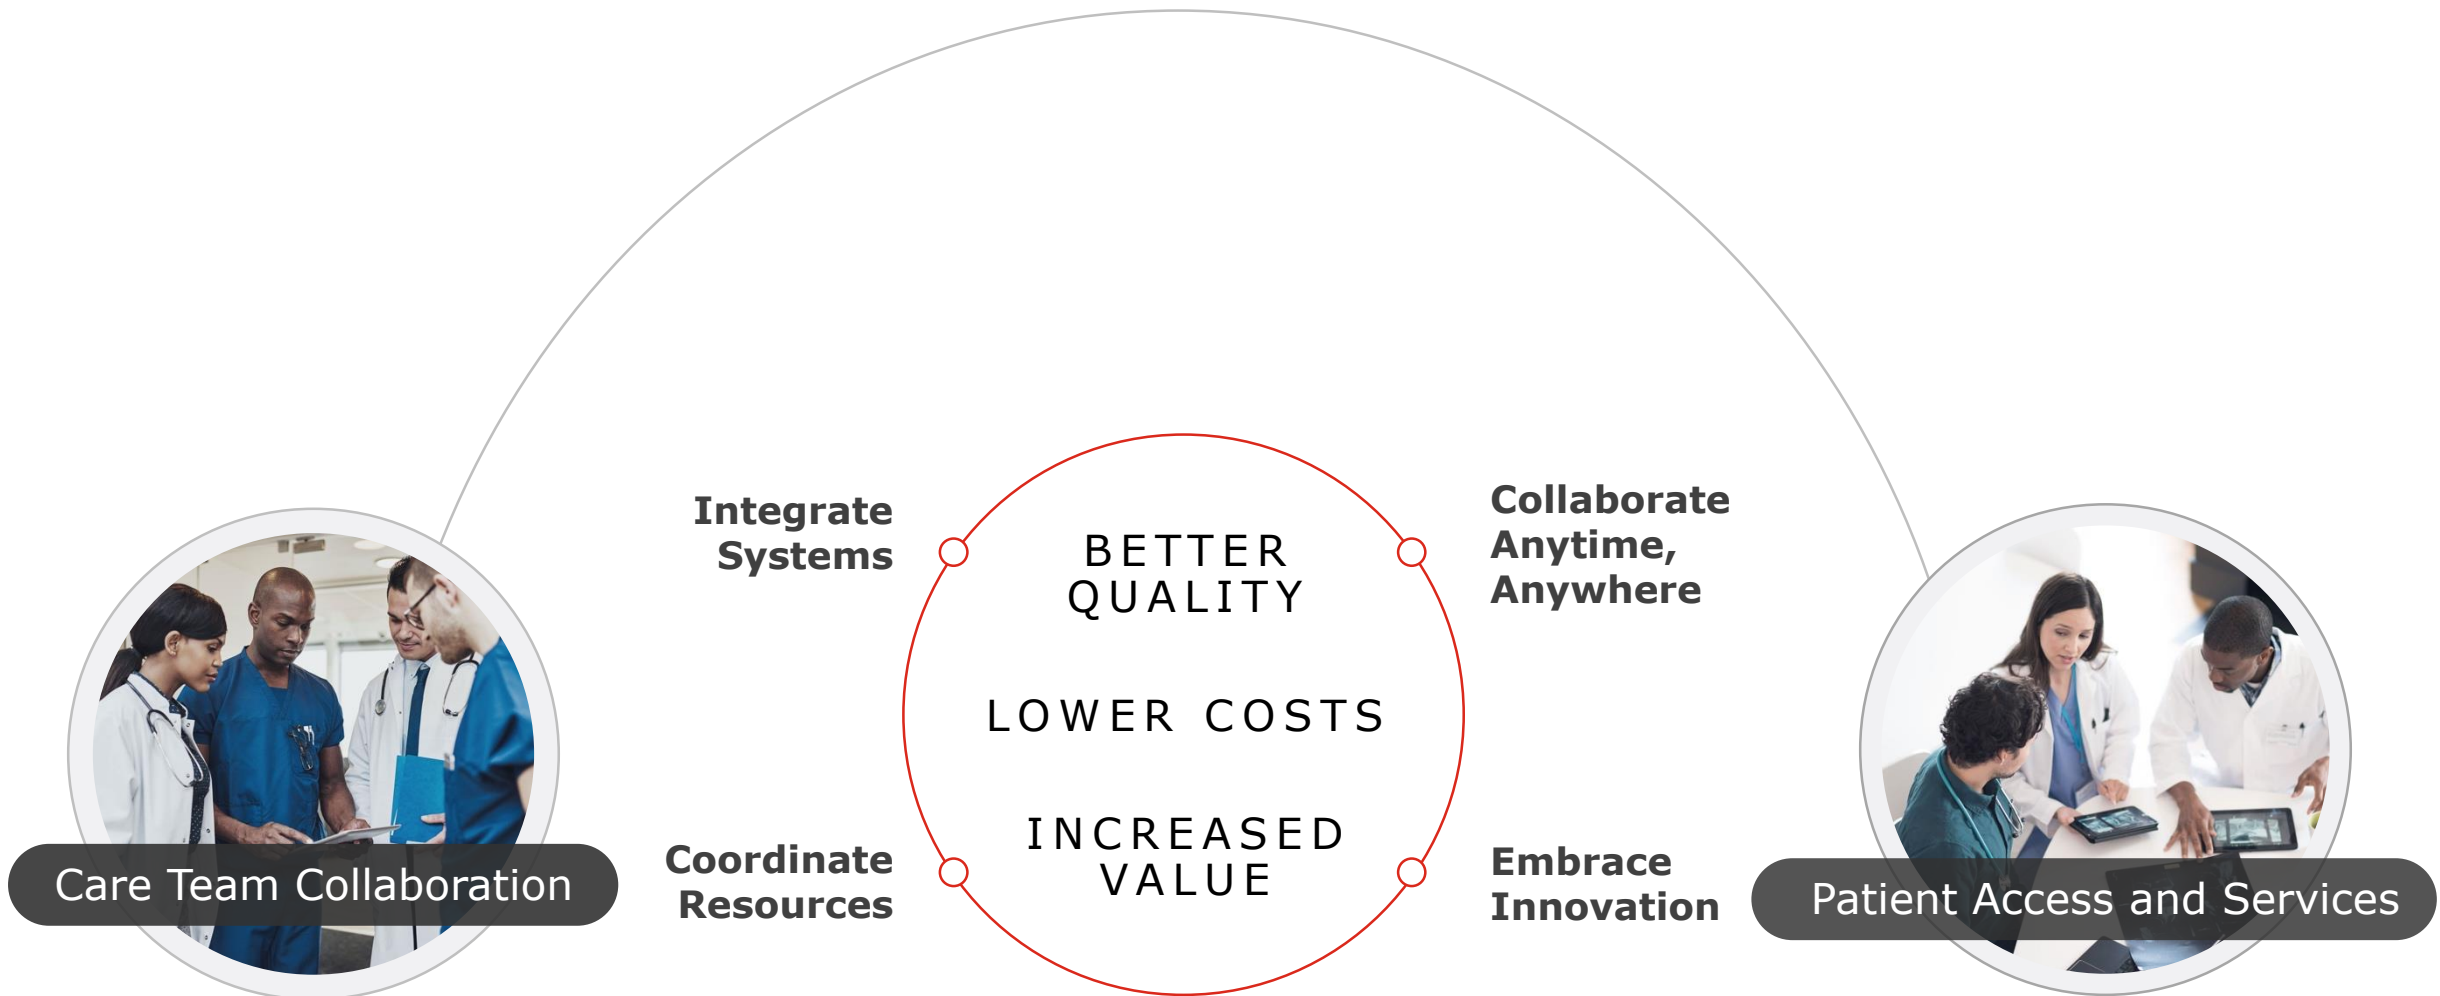 Integrate
Systems
Collaborate
Anytime,
Anywhere
BETTER
QUALITY
LOWER COSTS
INCREASED
VALUE
Coordinate
Resources
Embrace
Innovation
Care Team Collaboration
Patient Access and Services